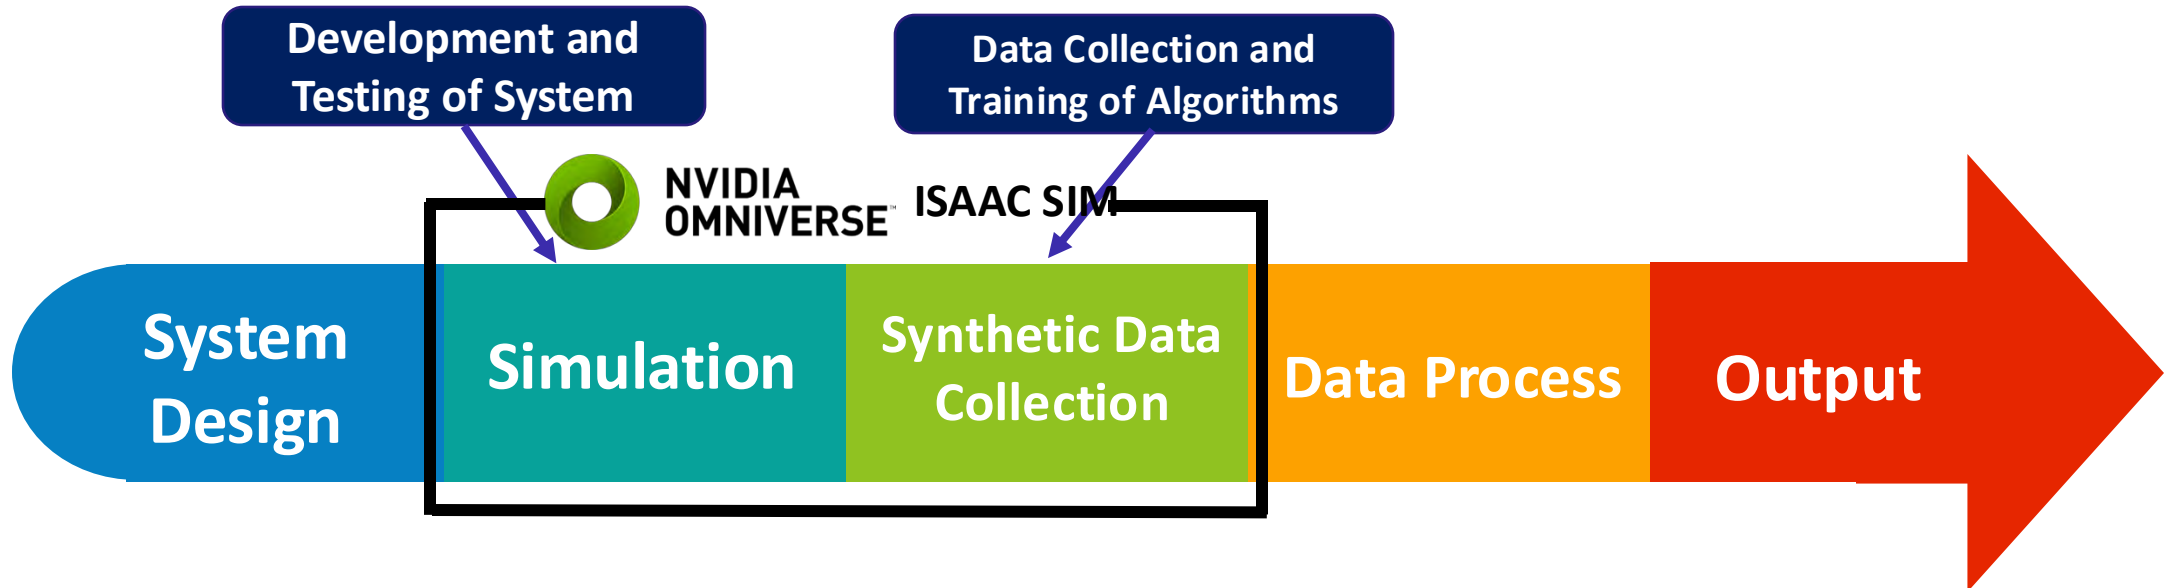 Development and
Testing of System
Data Collection and
Training of Algorithms
NVIDIA
OMNIVERSE™
ISAAC SIM
System
Design
Simulation
Synthetic Data
Collection
Data Process
Output